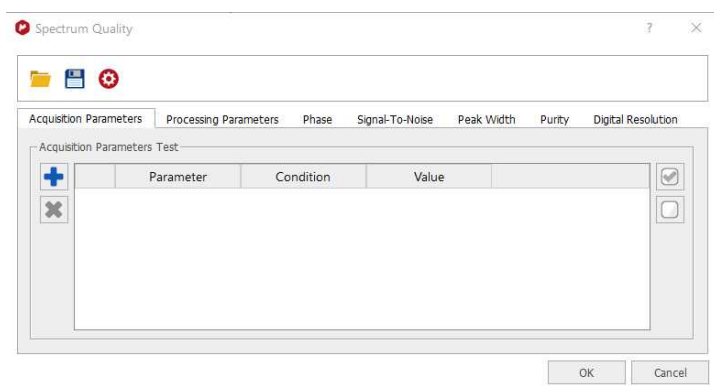 Spectrum Quality ?
Acquisition Parameters Processing Parameters Phase Signal-To-Noise Peak Width Purity Digital Resolution
Acquisition Parameters Test
Parameter Condition Value
OK Cancel